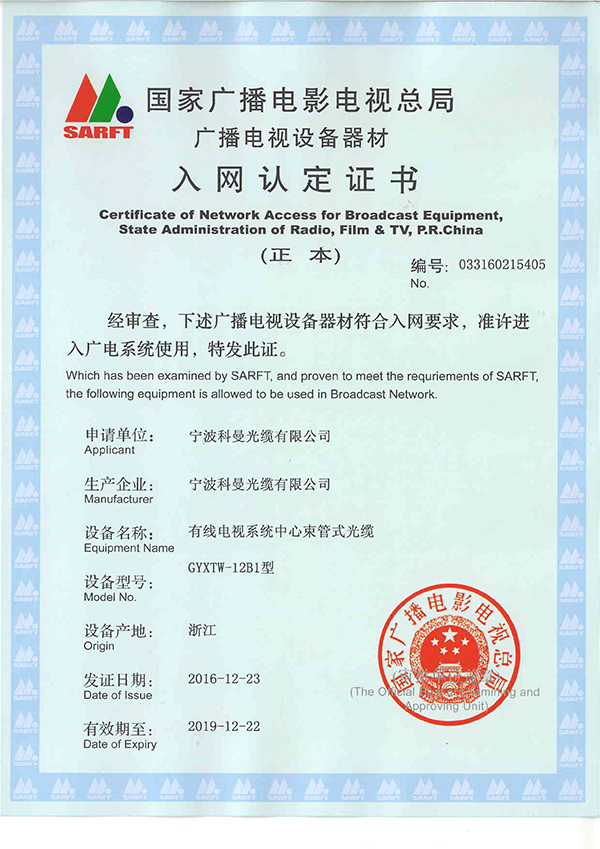 SARFT
国家广播电影电视总局
广播电视设备器材
入网认定证书
Certificate of Network Access for Broadcast Equipment,
State Administration of Radio, Film & TV, P.R.China
(正 本)
编号: 033160215405
No.
经审查，下述广播电视设备器材符合入网要求，准许进
入广电系统使用，特发此证。
Which has been examined by SARFT, and proven to meet the requriements of SARFT,
the following equipment is allowed to be used in Broadcast Network.
申请单位: 宁波科曼光缆有限公司
Applicant
生产企业: 宁波科曼光缆有限公司
Manufacturer
设备名称: 有线电视系统中心束管式光缆
Equipment Name
GYXTW-12B1型
设备型号:
Model No.
设备产地: 浙江
Origin
发证日期: 2016-12-23
Date of Issue
有效期至: 2019-12-22
Date of Expiry
国家广播电影电视总局
(The Official and
Approving Unit)